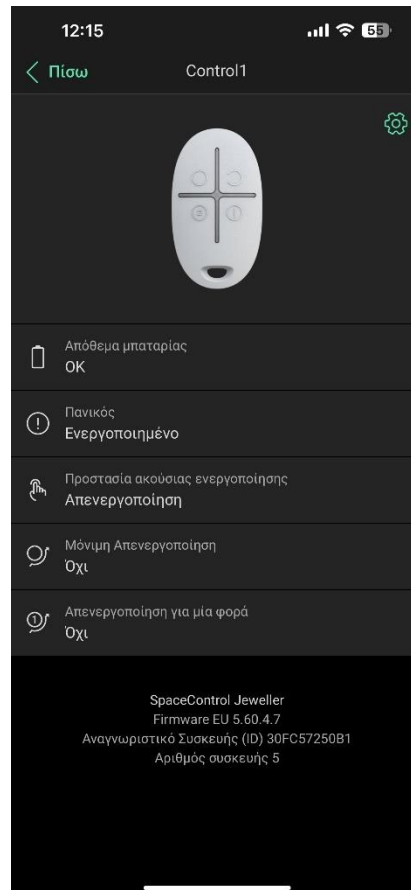 12:15
55
Πίσω
Control1
Απόθεμα μπαταρίας
OK
Πανικός
Ενεργοποιημένο
Προστασία ακούσιας ενεργοποίησης
Απενεργοποίηση
Μόνιμη Απενεργοποίηση
Όχι
Απενεργοποίηση για μία φορά
Όχι
SpaceControl Jeweller
Firmware EU 5.60.4.7
Αναγνωριστικό Συσκευής (ID) 30FC57250B1
Αριθμός συσκευής 5